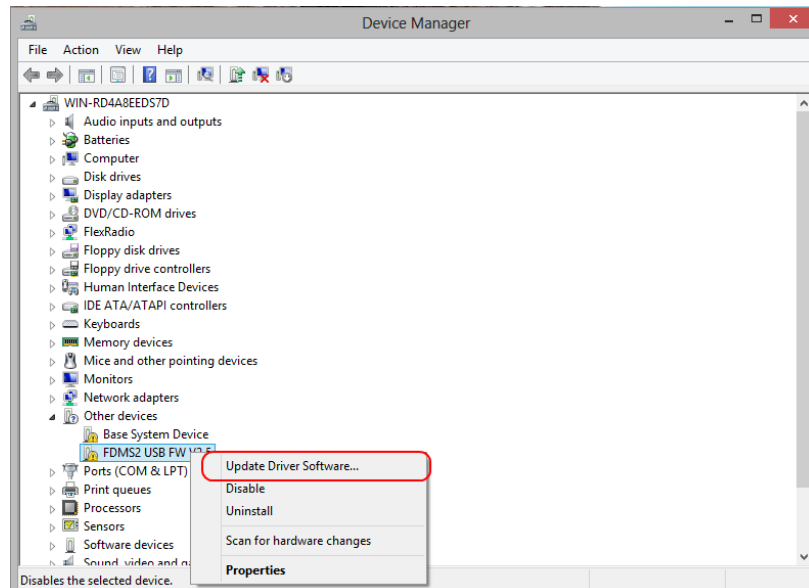 Device Manager
File Action View Help
WIN-RD4A8EEDS7D
Audio inputs and outputs
Batteries
Computer
Disk drives
Display adapters
DVD/CD-ROM drives
FlexRadio
Floppy disk drives
Floppy drive controllers
Human Interface Devices
IDE ATA/ATAPI controllers
Keyboards
Memory devices
Mice and other pointing devices
Monitors
Network adapters
Other devices
Base System Device
FDMS2 USB FW
Ports (COM & LPT)
Print queues
Processors
Sensors
Software devices
Sound, video and
Update Driver Software...
Disable
Uninstall
Scan for hardware changes
Properties
Disables the selected device.